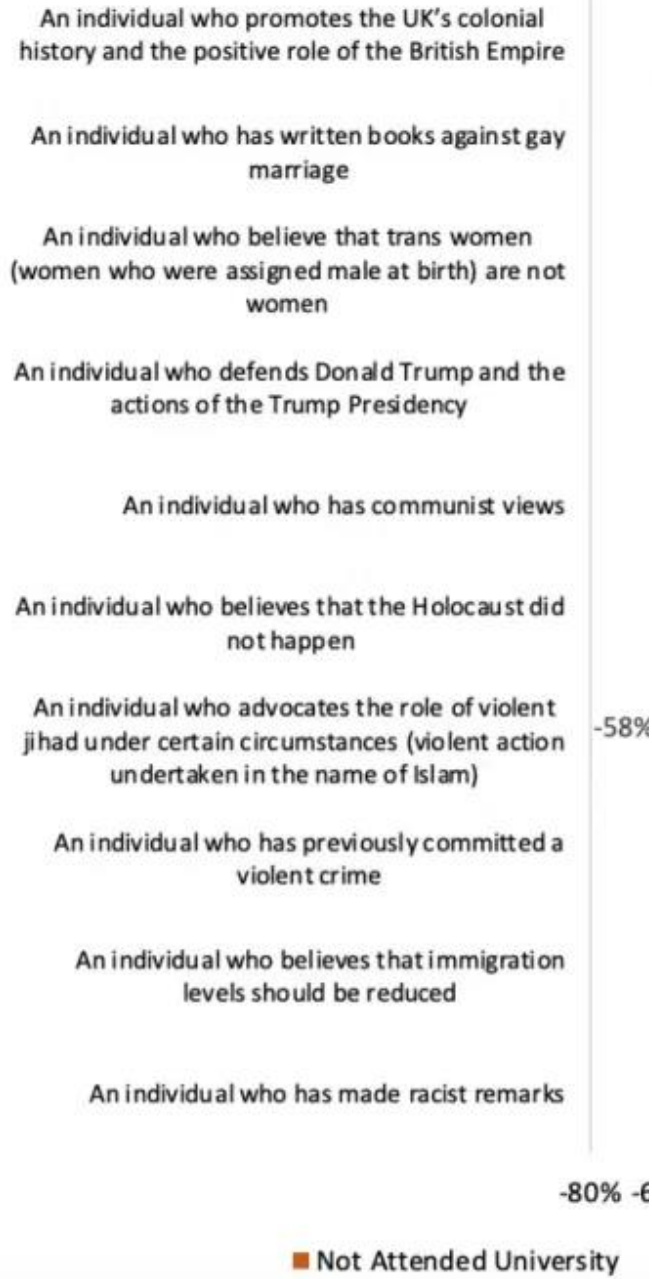 An individual who promotes the UK's colonial
history and the positive role of the British Empire
An individual who has written books against gay
marriage
An individual who believe that trans women
(women who were assigned male at birth) are not
women
An individual who defends Donald Trump and the
actions of the Trump Presidency
An individual who has communist views
An individual who believes that the Holocaust did
not happen
An individual who advocates the role of violent
jihad under certain circumstances (violent action
undertaken in the name of Islam)
-58%
An individual who has previously committed a
violent crime
An individual who believes that immigration
levels should be reduced
An individual who has made racist remarks
-80%
Not Attended University